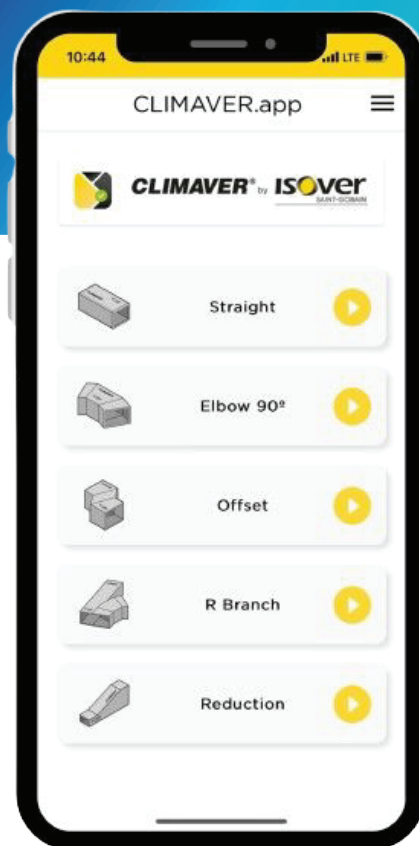 10:44
LTE
CLIMAVER.app
CLIMAVER® by ISOver
SAINT-GOBAIN
Straight
Elbow 90º
Offset
R Branch
Reduction